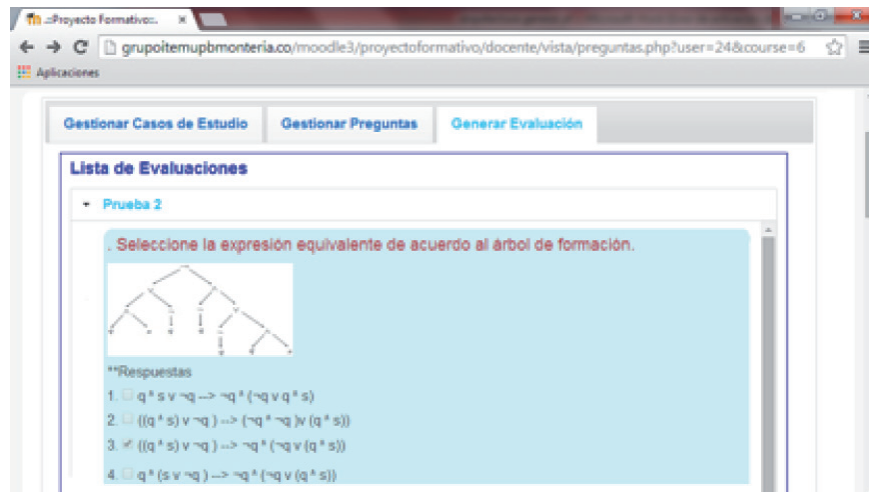 .::Proyecto Formativo::.
grupoitemupbmonteria.co/moodle3/proyectoformativo/docente/vista/preguntas.php?user=24&course=6
Aplicaciones
Gestionar Casos de Estudio Gestionar Preguntas Generar Evaluación
Lista de Evaluaciones
Prueba 2
. Seleccione la expresión equivalente de acuerdo al árbol de formación.
**Respuestas
1. q ^ s v ¬q --> ¬q ^ (¬q v q ^ s)
2. ((q ^ s) v ¬q ) --> (¬q ^ ¬q )v (q ^ s))
3. ((q ^ s) v ¬q ) --> ¬q ^ (¬q v (q ^ s))
4. q ^ (s v ¬q ) --> ¬q ^ (¬q v (q ^ s))